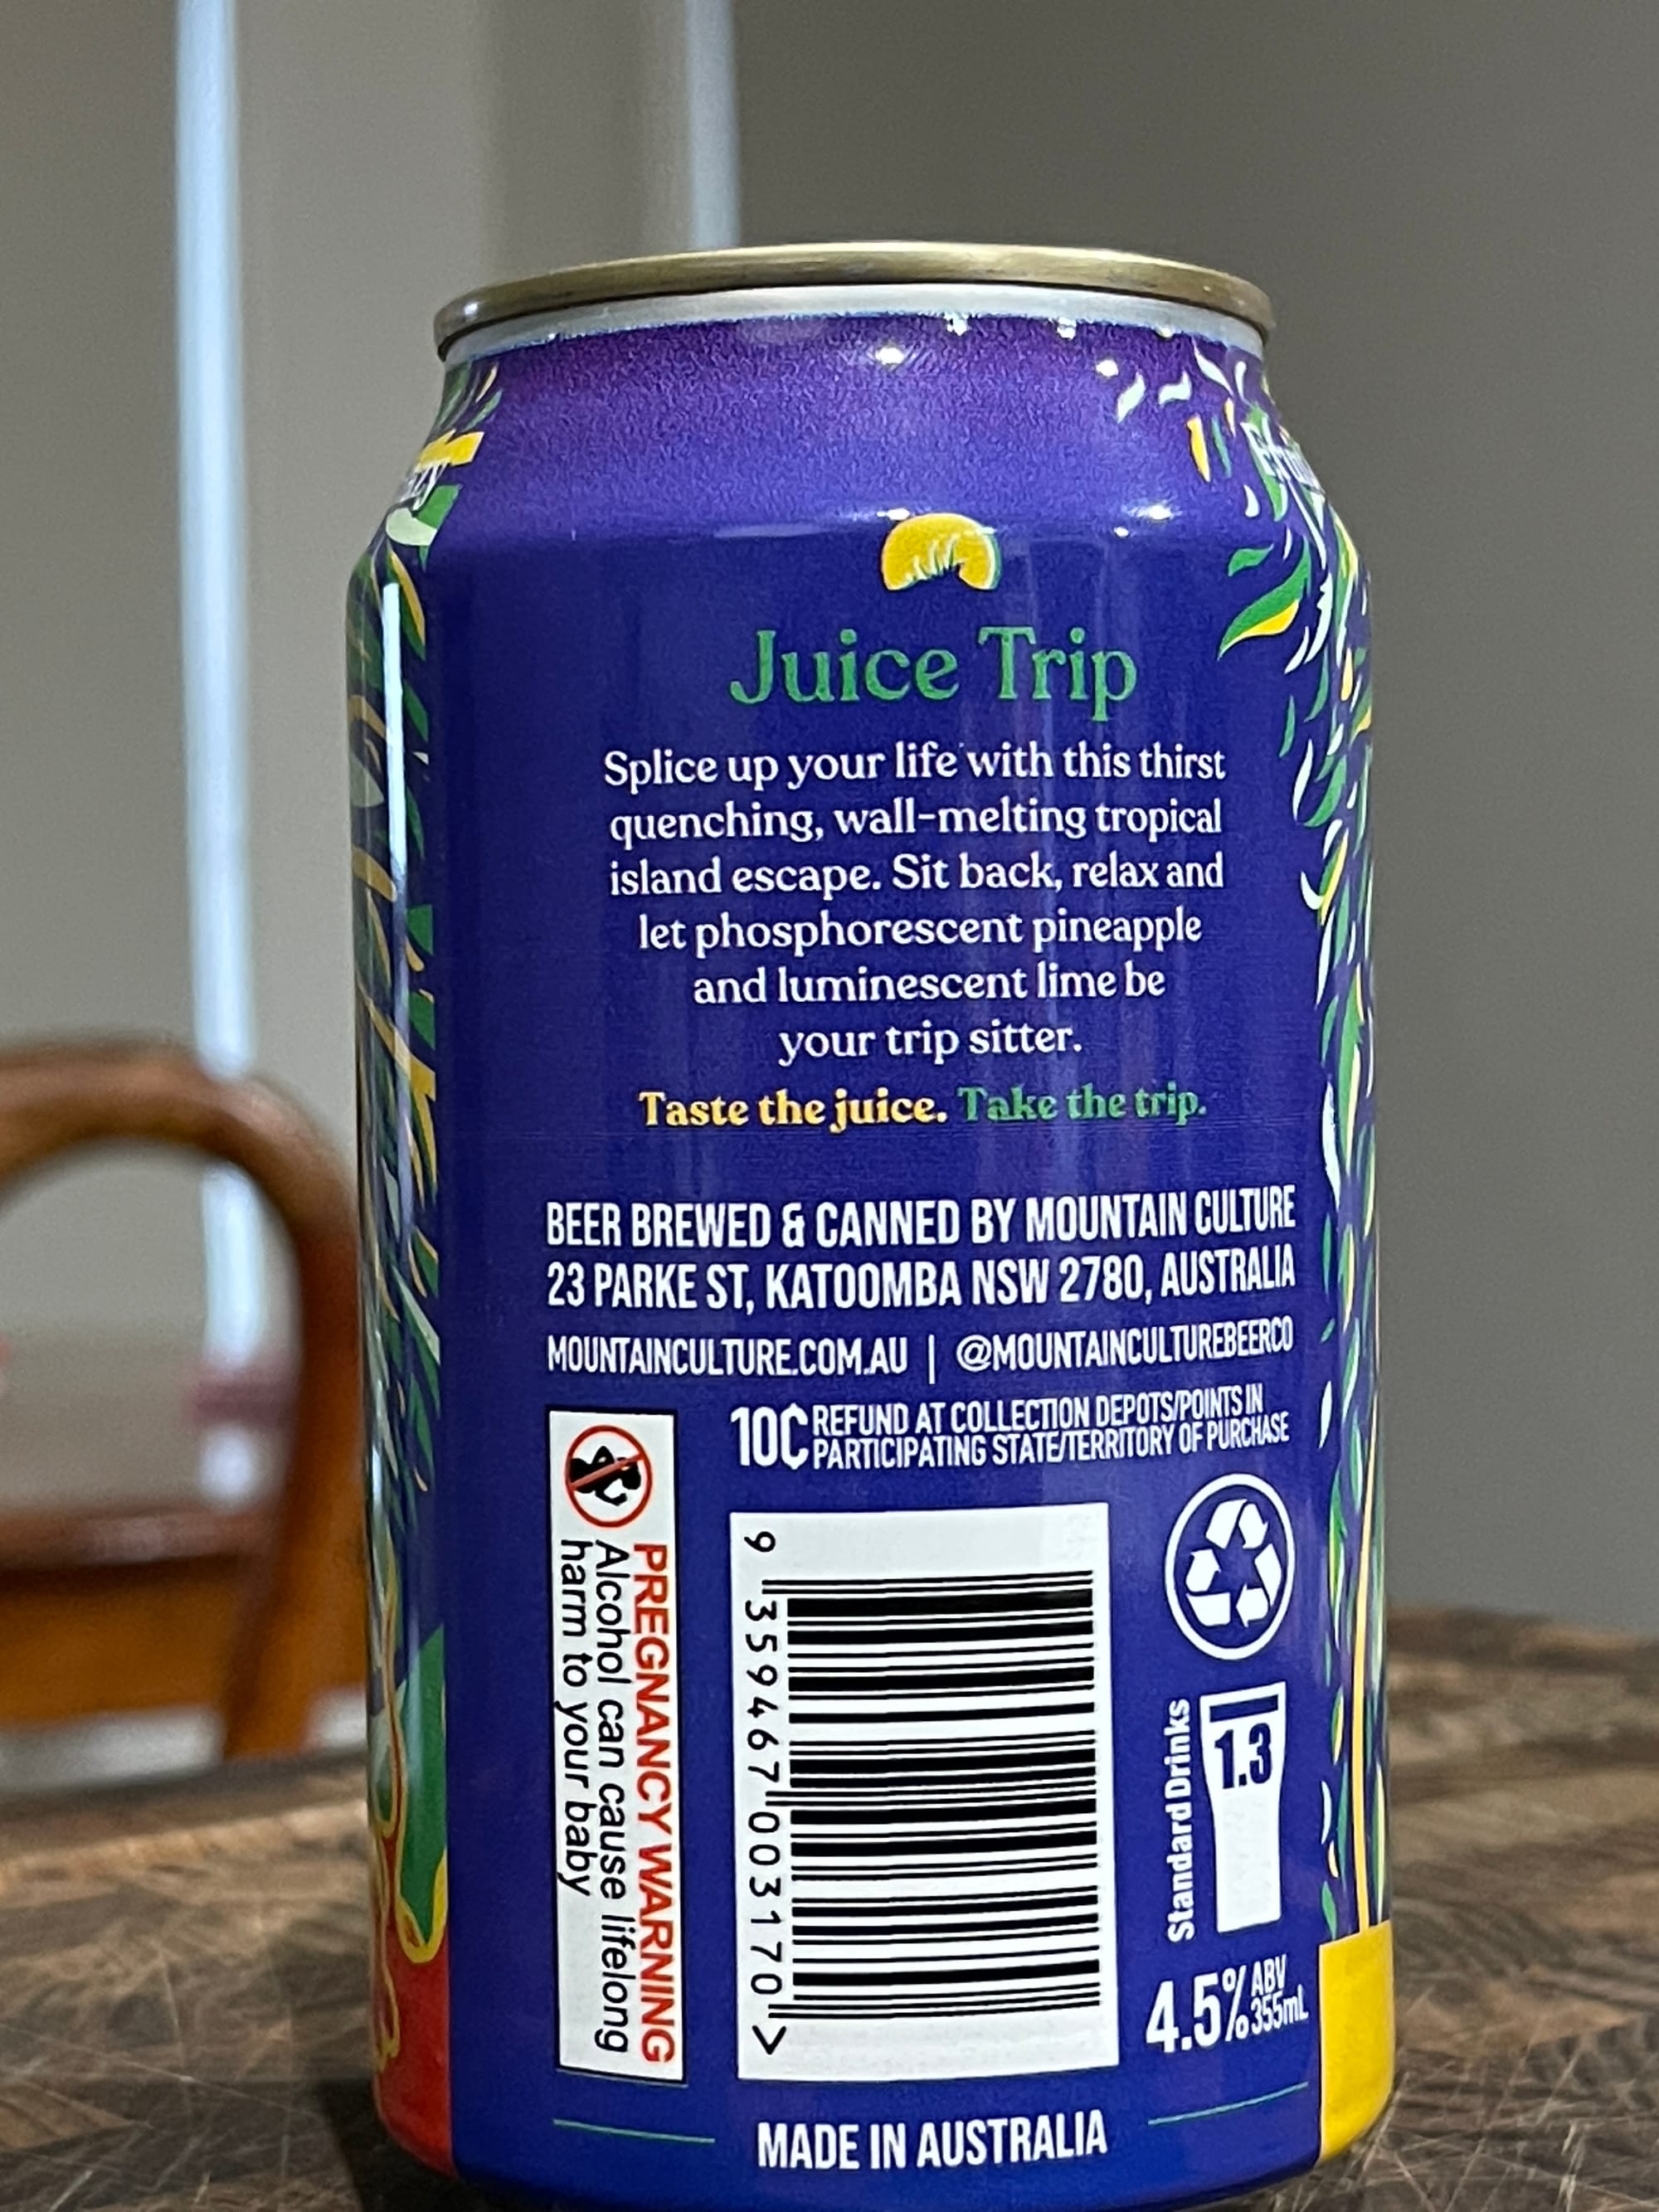 Juice Trip
Splice up your life with this thirst
quenching, wall-melting tropical
island escape. Sit back, relax and
let phosphorescent pineapple
and luminescent lime be
your trip sitter.
Taste the juice. Take the trip.
BEER BREWED & CANNED BY MOUNTAIN CULTURE
23 PARKE ST, KATOOMBA NSW 2780, AUSTRALIA
MOUNTAINCULTURE.COM.AU | @MOUNTAINCULTUREBEERCO
10¢ REFUND AT COLLECTION DEPOTS/POINTS IN
PARTICIPATING STATE/TERRITORY OF PURCHASE
PREGNANCY WARNING
Alcohol can cause lifelong
harm to your baby
9 359467 003170 >
Standard Drinks
1.3
4.5% ABV
355mL
MADE IN AUSTRALIA